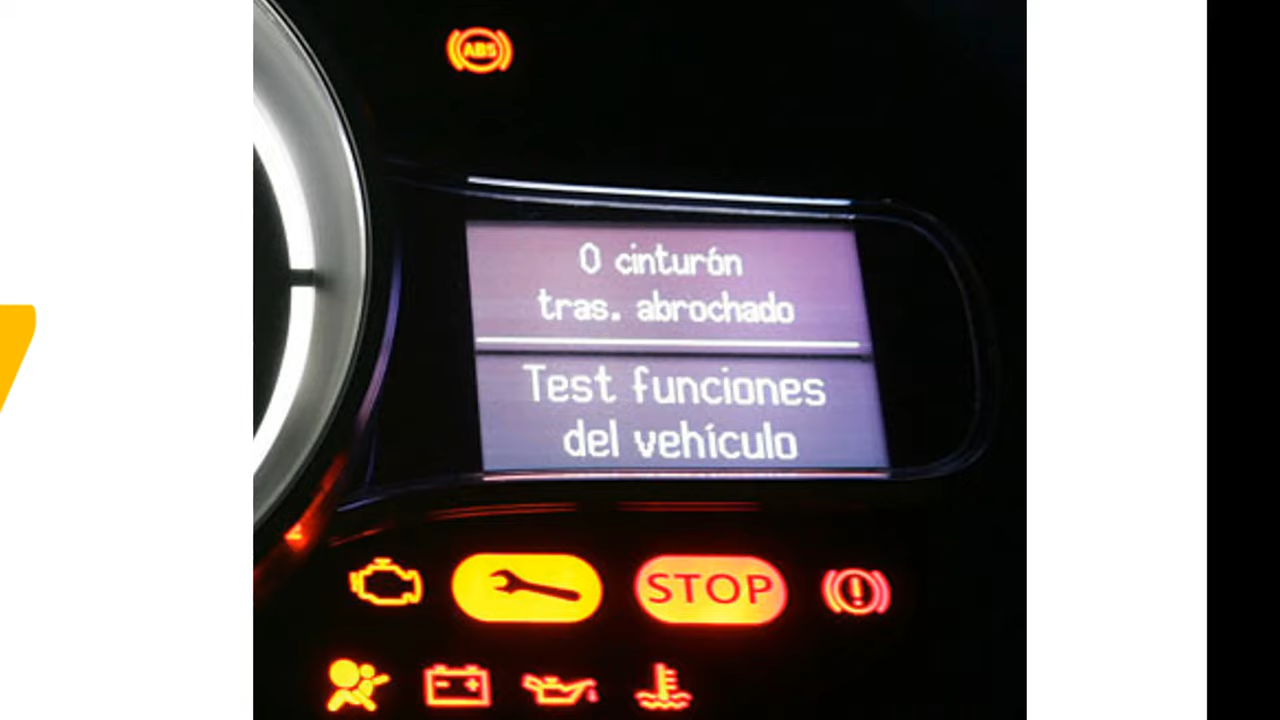 ABS
0 cinturón
tras. abrochado
Test funciones
del vehículo
STOP